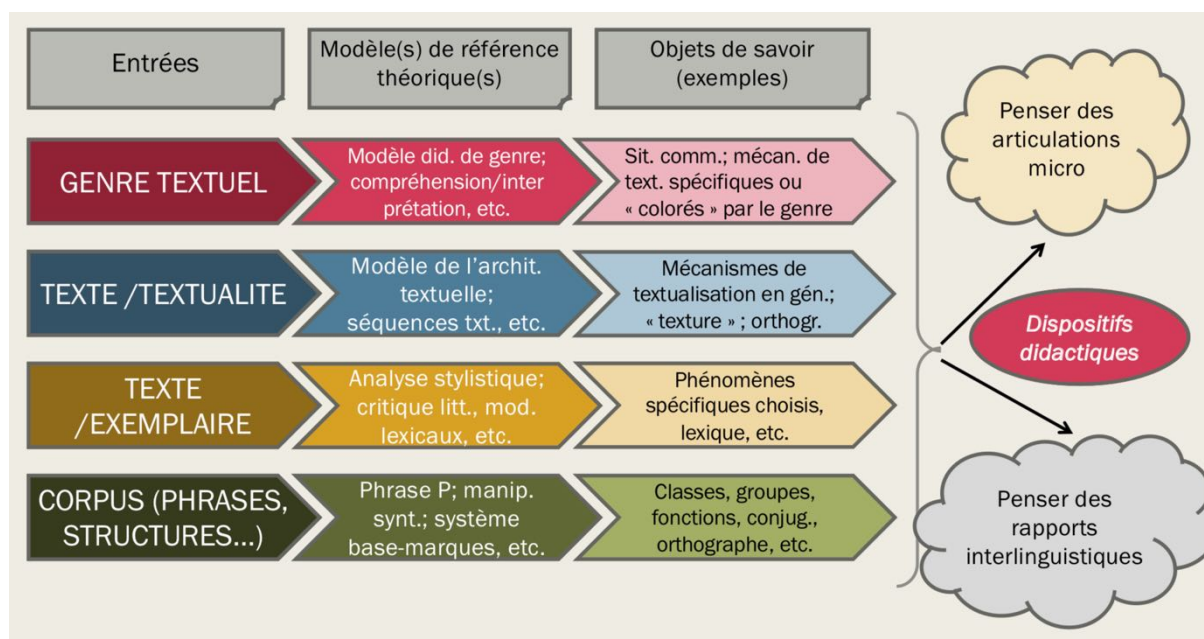 Entrées
Modèle(s) de référence
théorique(s)
Objets de savoir
(exemples)
GENRE TEXTUEL
Modèle did. de genre;
compréhension/inter
prétation, etc.
Sit. comm.; mécan. de
text. spécifiques ou
« colorés » par le genre
TEXTE /TEXTUALITE
Modèle de l’archit.
textuelle;
séquences txt., etc.
Mécanismes de
textualisation en gén.;
« texture » ; orthogr.
TEXTE
/EXEMPLAIRE
Analyse stylistique;
critique litt., mod.
lexicaux, etc.
Phénomènes
spécifiques choisis,
lexique, etc.
CORPUS (PHRASES,
STRUCTURES...)
Phrase P; manip.
synt.; système
base-marques, etc.
Classes, groupes,
fonctions, conjug.,
orthographe, etc.
Penser des
articulations
micro
Dispositifs
didactiques
Penser des
rapports
interlinguistiques